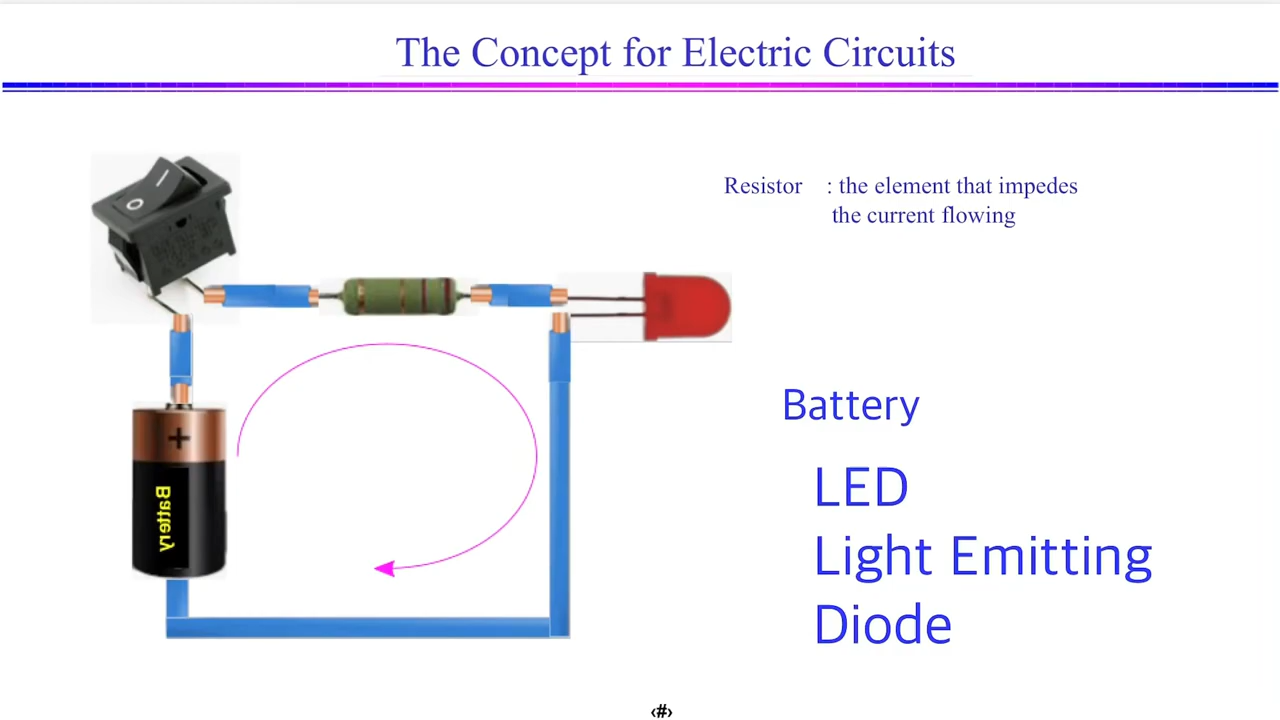 The Concept for Electric Circuits
Resistor : the element that impedes
the current flowing
Battery
LED
Light Emitting
Diode
+
Battery
‹#›